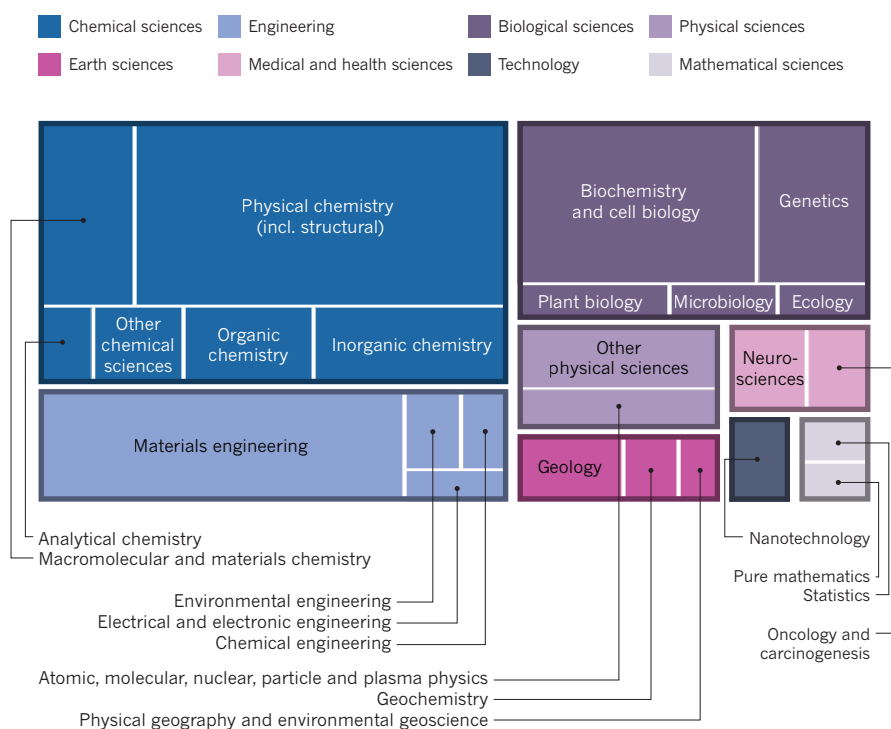 Chemical sciences
Engineering
Biological sciences
Physical sciences
Earth sciences
Medical and health sciences
Technology
Mathematical sciences
Physical chemistry
(incl. structural)
Biochemistry
and cell biology
Genetics
Other
chemical
sciences
Organic
chemistry
Inorganic chemistry
Plant biology
Microbiology
Ecology
Other
physical sciences
Neuro-
sciences
Materials engineering
Geology
Analytical chemistry
Macromolecular and materials chemistry
Nanotechnology
Pure mathematics
Statistics
Environmental engineering
Electrical and electronic engineering
Chemical engineering
Oncology and
carcinogenesis
Atomic, molecular, nuclear, particle and plasma physics
Geochemistry
Physical geography and environmental geoscience